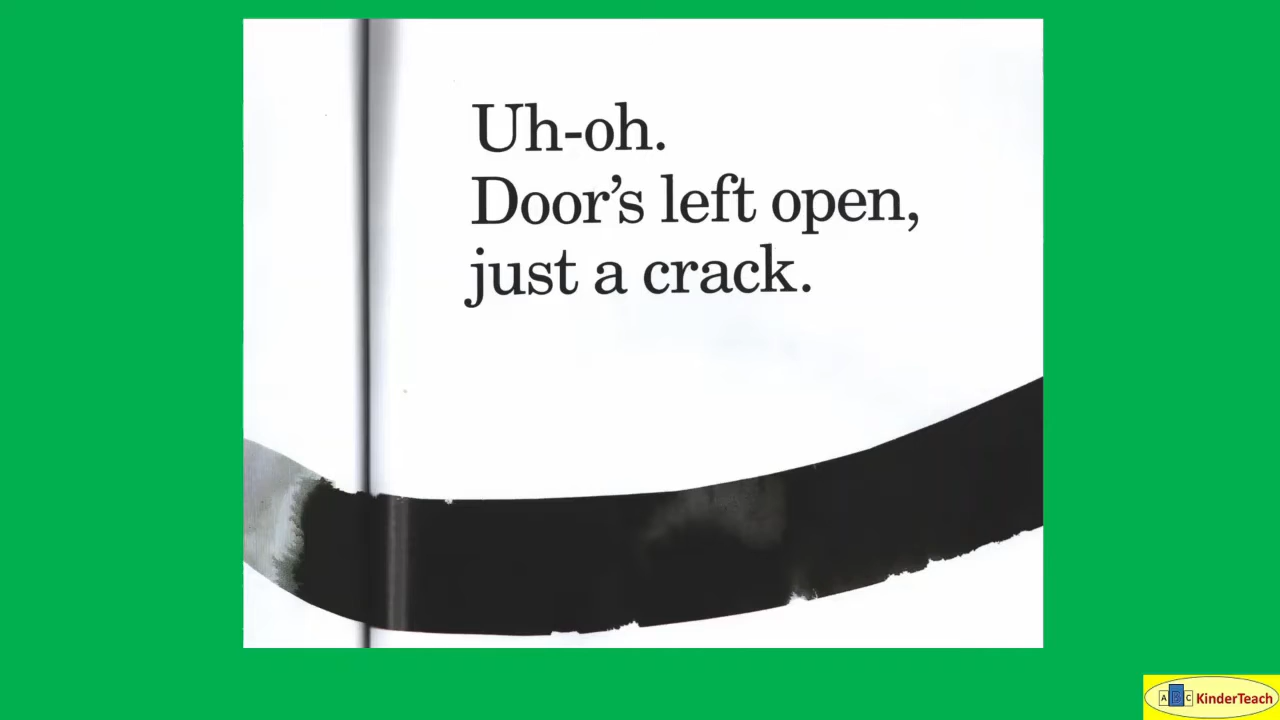 Uh-oh.
Door's left open,
just a crack.
ABC KinderTeach